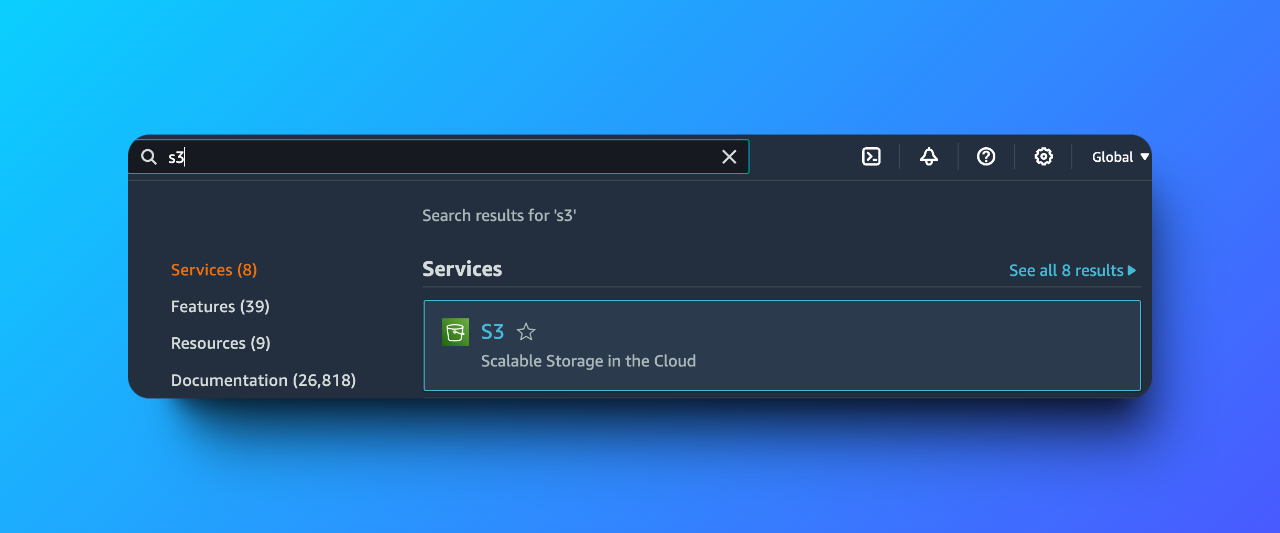 s3
Global
Search results for 's3'
Services (8)
Features (39)
Resources (9)
Documentation (26,818)
Services
See all 8 results
S3
Scalable Storage in the Cloud